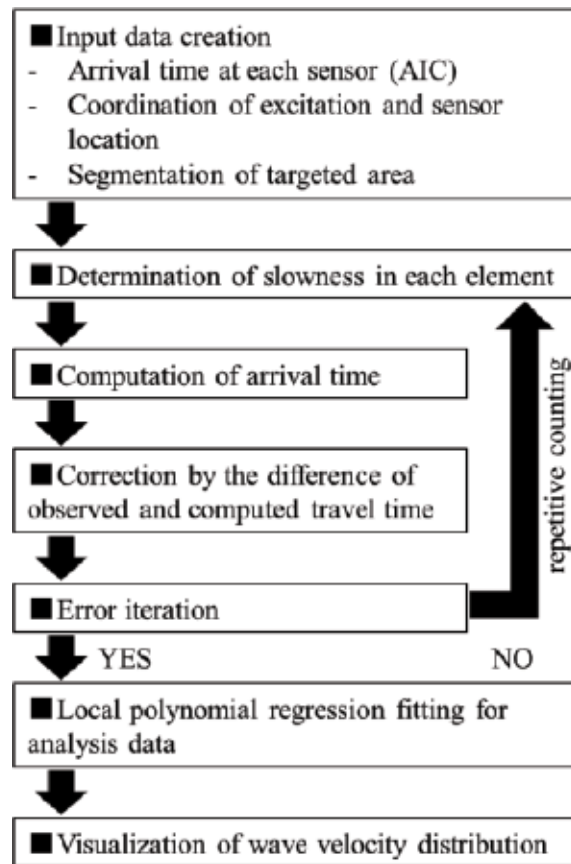 ■Input data creation
- Arrival time at each sensor (AIC)
- Coordination of excitation and sensor
location
- Segmentation of targeted area
■Determination of slowness in each element
■Computation of arrival time
■Correction by the difference of
observed and computed travel time
■Error iteration
repetitive counting
YES
NO
■Local polynomial regression fitting for
analysis data
■Visualization of wave velocity distribution